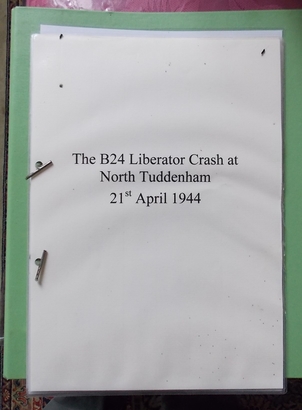 The B24 Liberator Crash at
North Tuddenham
21st April 1944